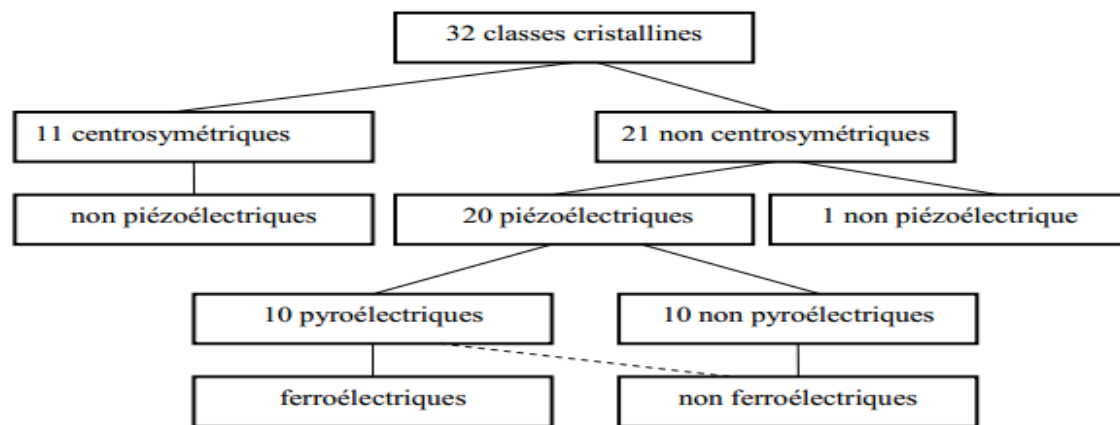 32 classes cristallines
11 centrosymétriques
21 non centrosymétriques
non piézoélectriques
20 piézoélectriques
1 non piézoélectrique
10 pyroélectriques
10 non pyroélectriques
ferroélectriques
non ferroélectriques